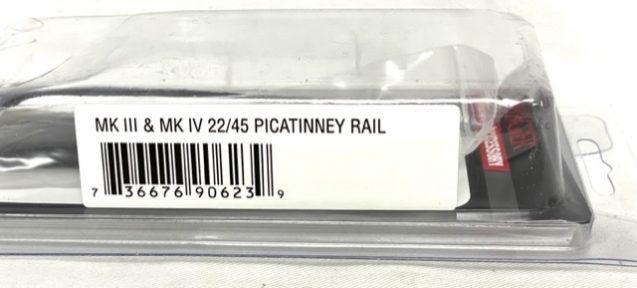 MK III & MK IV 22/45 PICATINNEY RAIL
7 36676 90623 9